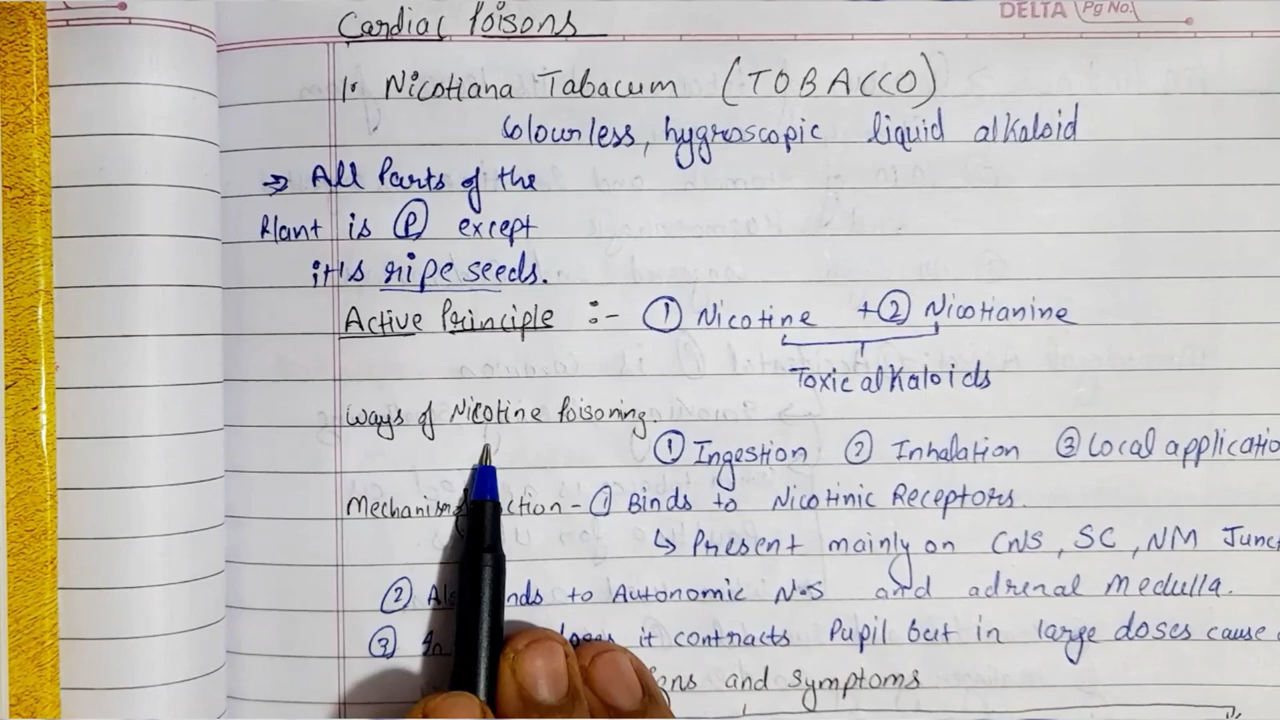 DELTA Pg No.
Cardiac Poisons
1. Nicotiana Tabacum (TOBACCO)
Colourless, hygroscopic liquid alkaloid
⇒ All Parts of the
Plant is Ⓟ except
it's ripe seeds.
Active Principle :- ① Nicotine + ② Nicotianine
Toxic alkaloids
Ways of Nicotine Poisoning.
① Ingestion ② Inhalation ③ Local applicatio
Mechanism ction - ① Binds to Nicotinic Receptors.
↳ Present mainly on CNS, SC, NM Junc
② Al nds to Autonomic N.S and adrenal Medulla.
③ it contracts Pupil but in large doses cause
gns and symptoms